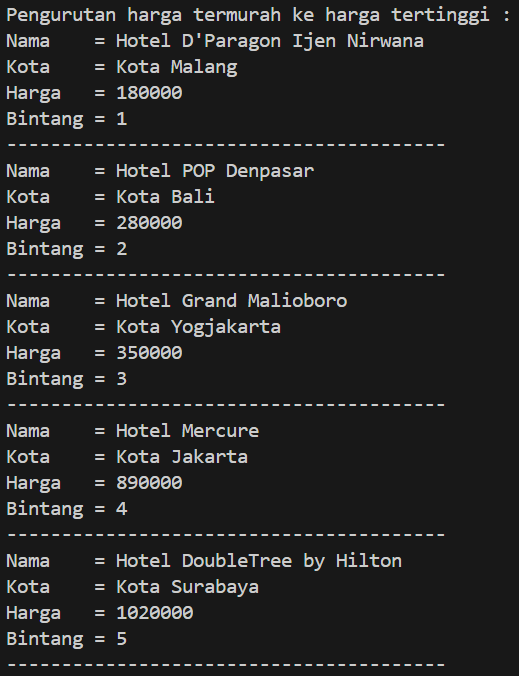 Pengurutan harga termurah ke harga tertinggi :
Nama    = Hotel D'Paragon Ijen Nirwana
Kota    = Kota Malang
Harga   = 180000
Bintang = 1
----------------------------------------
Nama    = Hotel POP Denpasar
Kota    = Kota Bali
Harga   = 280000
Bintang = 2
----------------------------------------
Nama    = Hotel Grand Malioboro
Kota    = Kota Yogjakarta
Harga   = 350000
Bintang = 3
----------------------------------------
Nama    = Hotel Mercure
Kota    = Kota Jakarta
Harga   = 890000
Bintang = 4
----------------------------------------
Nama    = Hotel DoubleTree by Hilton
Kota    = Kota Surabaya
Harga   = 1020000
Bintang = 5
----------------------------------------